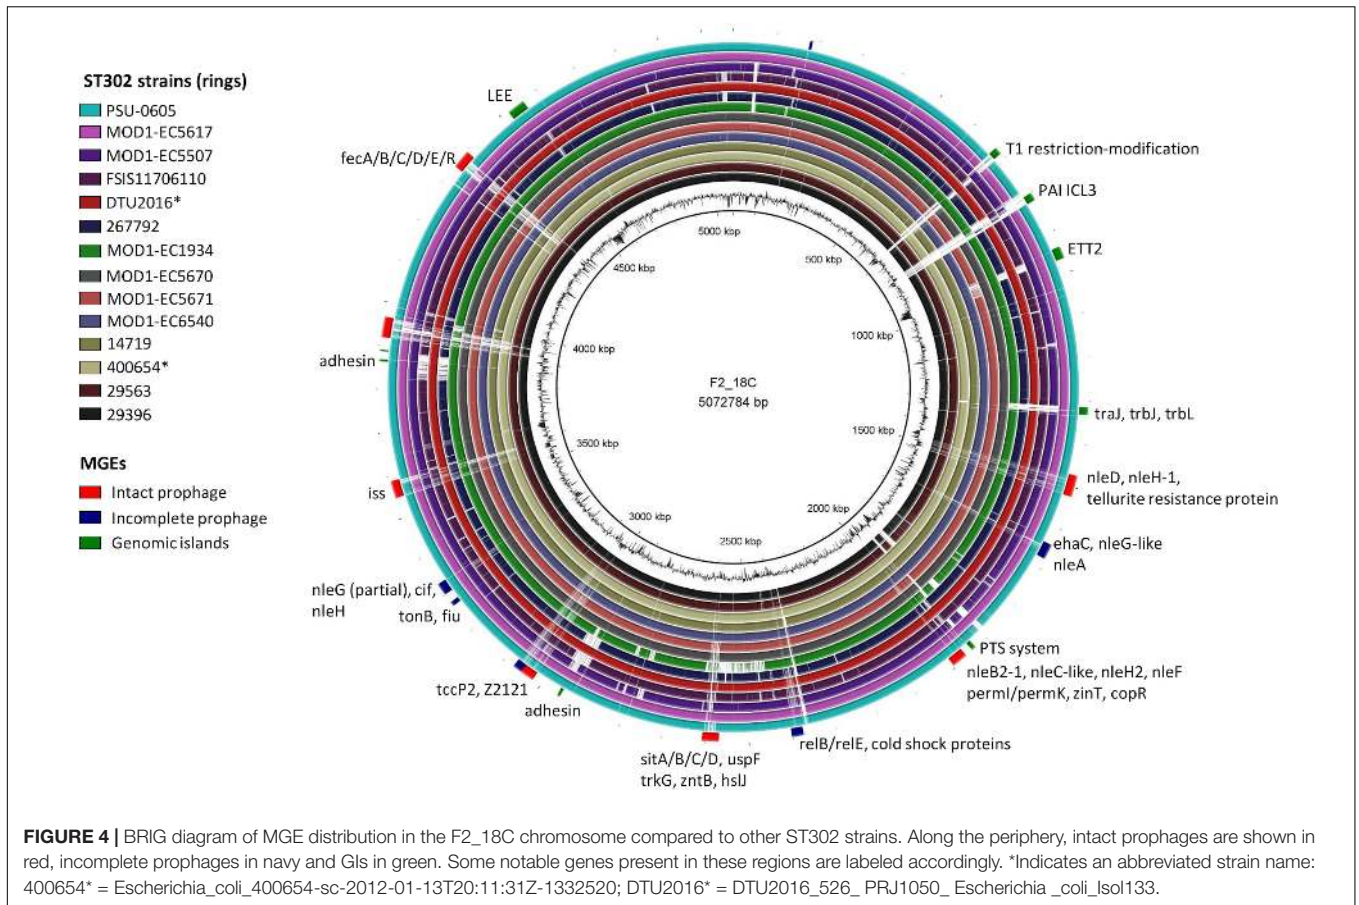 ST302 strains (rings)
PSU-0605
MOD1-EC5617
MOD1-EC5507
FSIS11706110
DTU2016*
267792
MOD1-EC1934
MOD1-EC5670
MOD1-EC5671
MOD1-EC6540
14719
400654*
29563
29396
MGEs
Intact prophage
Incomplete prophage
Genomic islands
LEE
fecA/B/C/D/E/R
adhesin
iss
nleG (partial), cif,
nleH
tonB, fiu
tccP2, Z2121
adhesin
sitA/B/C/D, uspF
trkG, zntB, hslJ
relB/relE, cold shock proteins
PTS system
nleB2-1, nleC-like, nleH2, nleF
permI/permK, zinT, copR
ehaC, nleG-like
nleA
nleD, nleH-1,
tellurite resistance protein
traJ, trbJ, trbL
ETT2
PAI ICL3
T1 restriction-modification
5000 kbp
500 kbp
1000 kbp
1500 kbp
2000 kbp
2500 kbp
3000 kbp
3500 kbp
4000 kbp
4500 kbp
F2_18C
5072784 bp
FIGURE 4 | BRIG diagram of MGE distribution in the F2_18C chromosome compared to other ST302 strains. Along the periphery, intact prophages are shown in
red, incomplete prophages in navy and GIs in green. Some notable genes present in these regions are labeled accordingly. *Indicates an abbreviated strain name:
400654* = Escherichia_coli_400654-sc-2012-01-13T20:11:31Z-1332520; DTU2016* = DTU2016_526_ PRJ1050_ Escherichia _coli_Isol133.